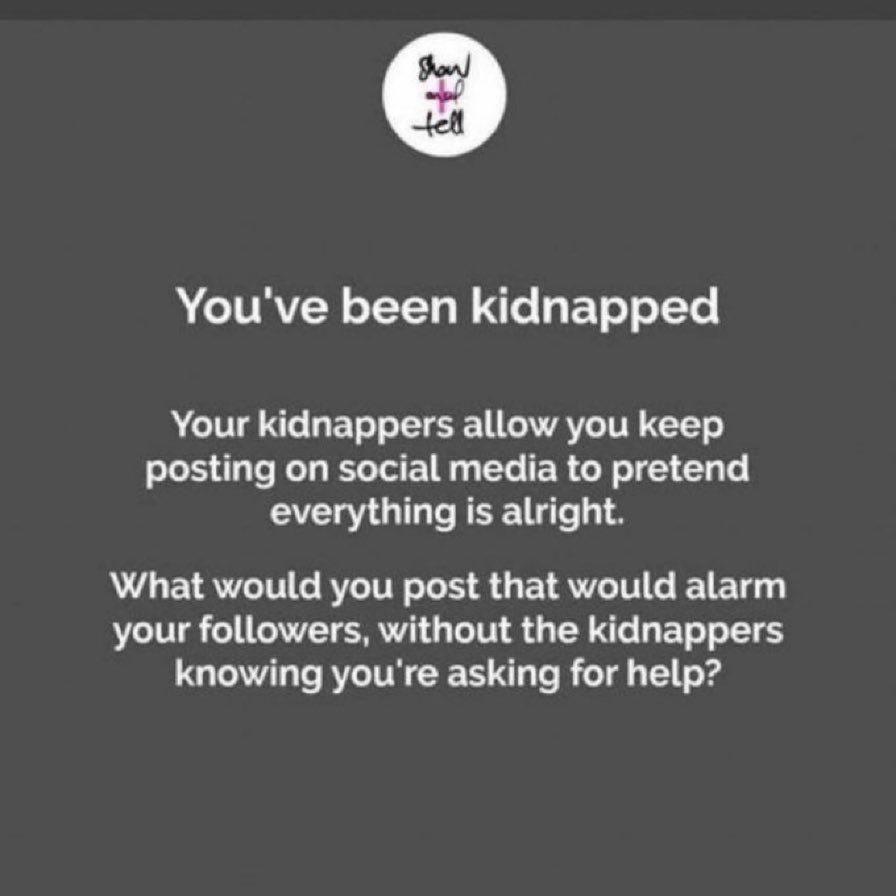 Show
and
tell
You've been kidnapped
Your kidnappers allow you keep
posting on social media to pretend
everything is alright.
What would you post that would alarm
your followers, without the kidnappers
knowing you're asking for help?